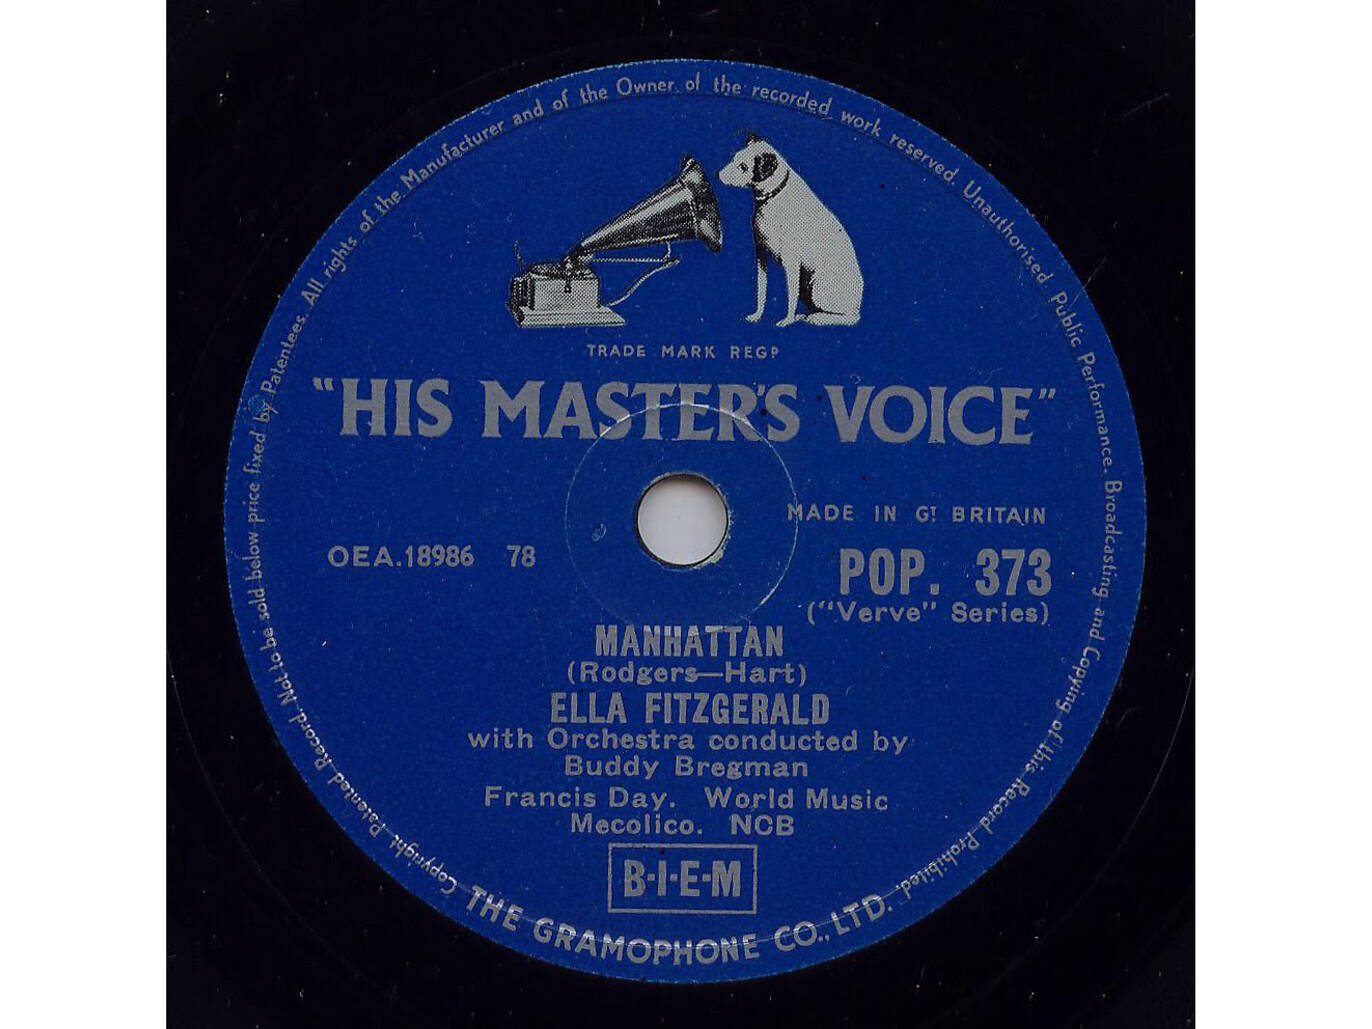 Copyright. Patented Record. Not to be sold below price fixed by Patentees. All rights of the Manufacturer and of the Owner of the recorded work reserved. Unauthorised Public Performance, Broadcasting and Copying of this Record Prohibited.
TRADE MARK REGD
"HIS MASTER'S VOICE"
MADE IN GT BRITAIN
OEA.18986 78
POP. 373
("Verve" Series)
MANHATTAN
(Rodgers—Hart)
ELLA FITZGERALD
with Orchestra conducted by
Buddy Bregman
Francis Day. World Music
Mecolico. NCB
B·I·E·M
THE GRAMOPHONE CO., LTD.